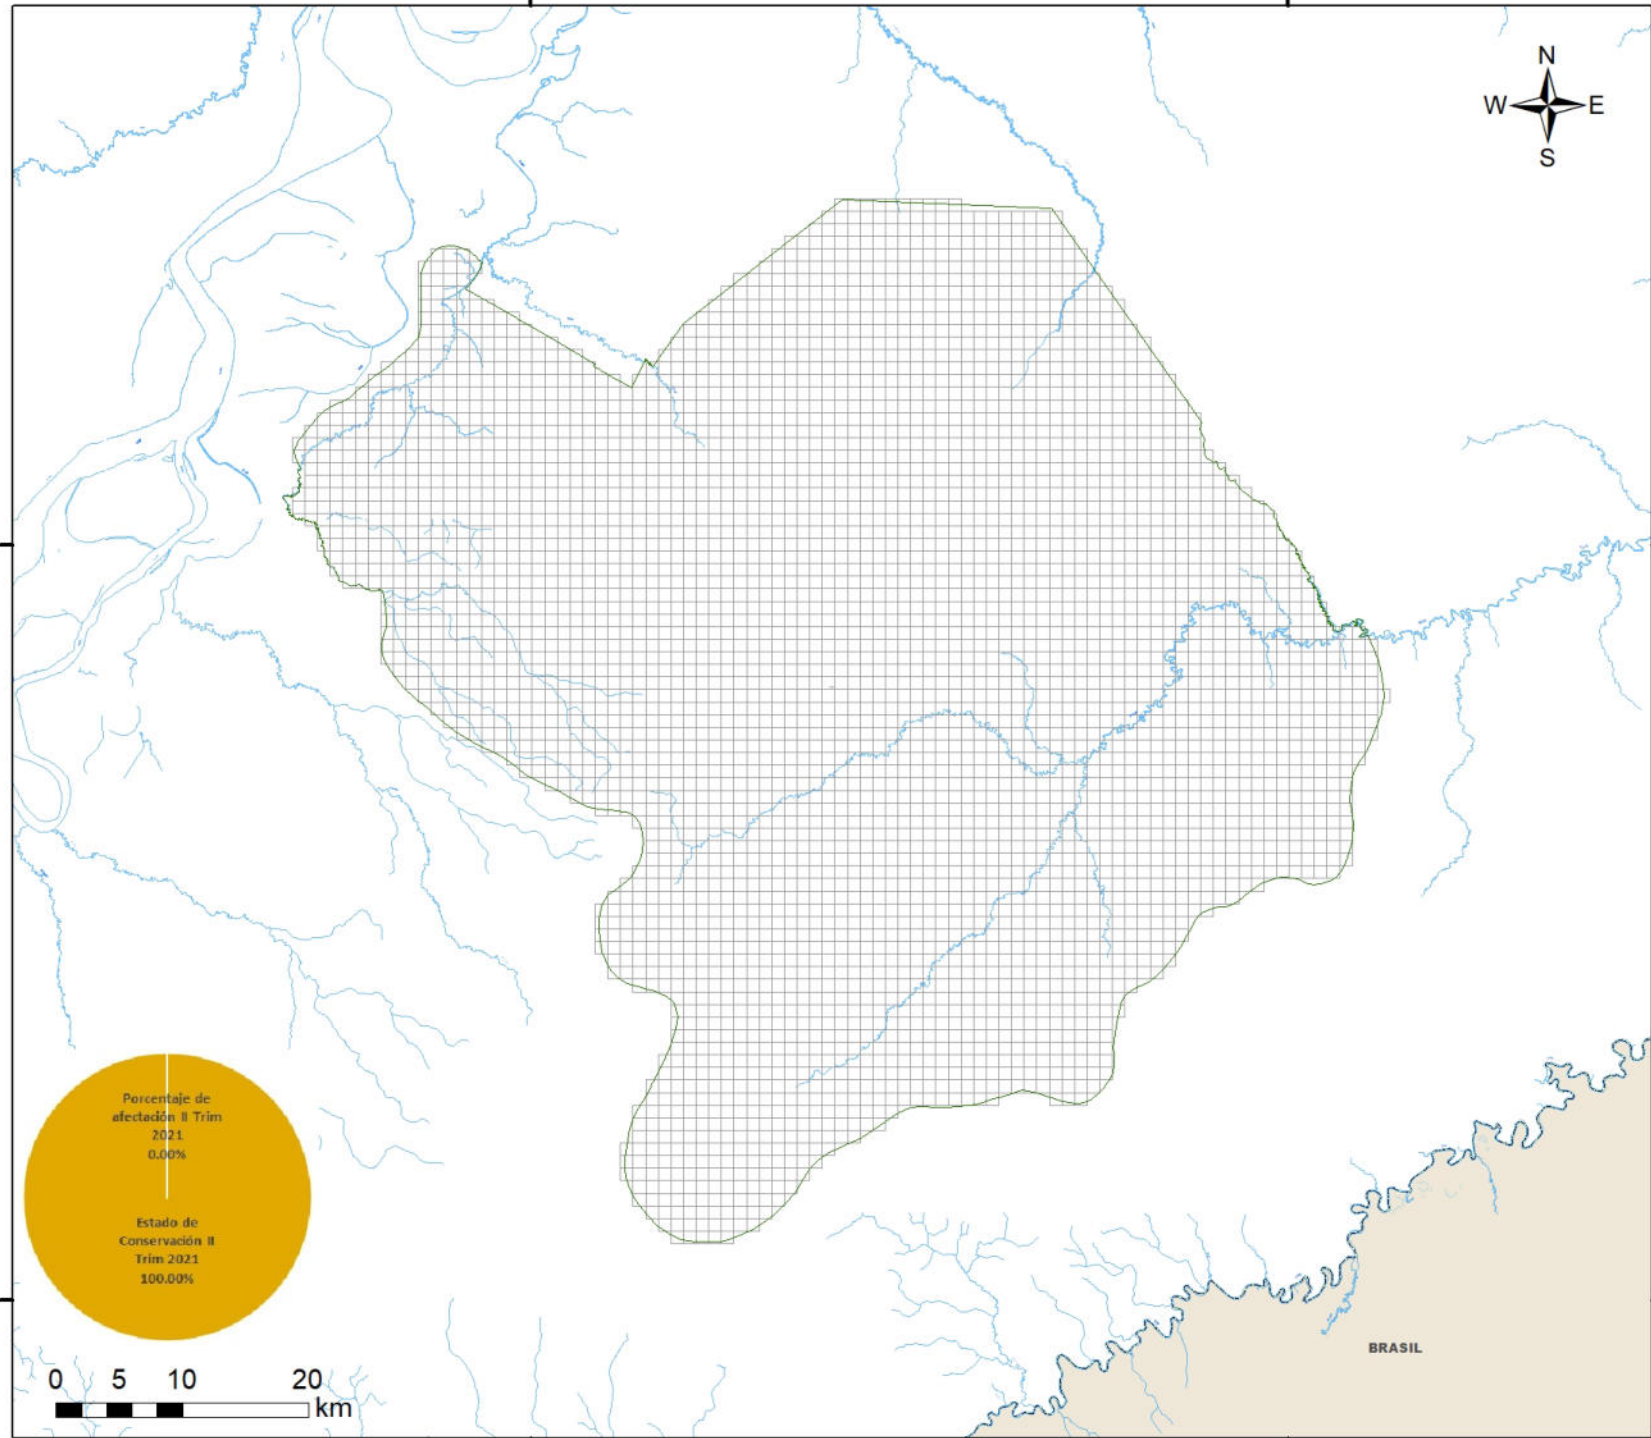 N
W E
S
Porcentaje de
afectación II Trim
2021
0.00%
Estado de
Conservación II
Trim 2021
100.00%
BRASIL
0 5 10 20
km